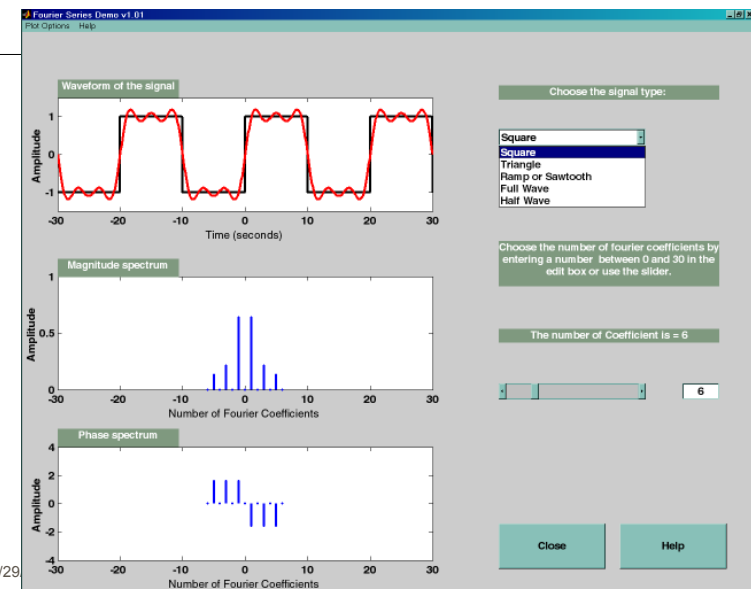 Fourier Series Demo v1.01
Plot Options Help
Waveform of the signal
Amplitude
1
0
-1
-30 -20 -10 0 10 20 30
Time (seconds)
Magnitude spectrum
Amplitude
1
0.5
0
-30 -20 -10 0 10 20 30
Number of Fourier Coefficients
Phase spectrum
Amplitude
4
2
0
-2
-4
-30 -20 -10 0 10 20 30
Number of Fourier Coefficients
Choose the signal type:
Square
Square
Triangle
Ramp or Sawtooth
Full Wave
Half Wave
Choose the number of fourier coefficients by
entering a number between 0 and 30 in the
edit box or use the slider.
The number of Coefficient is = 6
6
Close Help
/29